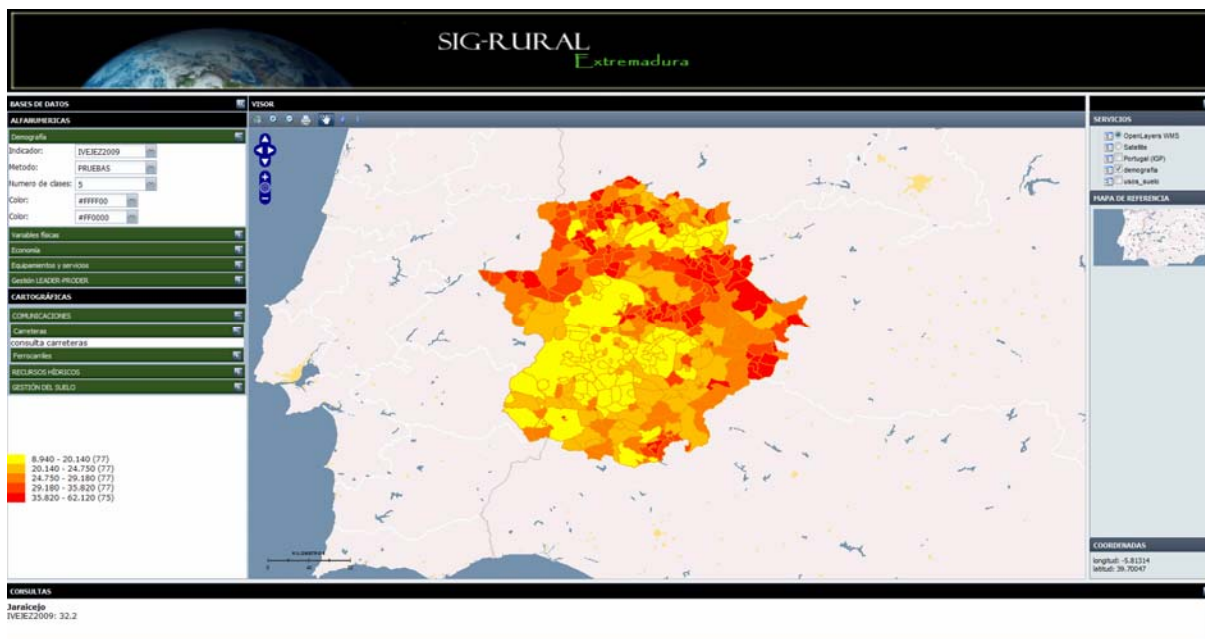 SIG-RURAL
Extremadura
BASES DE DATOS
ALFANUMERICAS
Demografía
Indicador: IVEJEZ2009
Metodo: PRUEBAS
Numero de clases: 5
Color: #FFFF00
Color: #FF0000
Variables físicas
Economía
Equipamientos y servicios
Gestión LEADER-PRODER
CARTOGRÁFICAS
COMUNICACIONES
Carreteras
consulta carreteras
Ferrocarriles
RECURSOS HÍDRICOS
GESTIÓN DEL SUELO
8.940 - 20.140 (77)
20.140 - 24.750 (77)
24.750 - 29.180 (77)
29.180 - 35.820 (77)
35.820 - 62.120 (75)
VISOR
KILOMETROS
SERVICIOS
OpenLayers WMS
Satelite
Portugal (IGP)
demografia
usos_suelo
MAPA DE REFERENCIA
COORDENADAS
longitud: -5.81314
latitud: 39.70047
CONSULTAS
Jaraicejo
IVEJEZ2009: 32.2